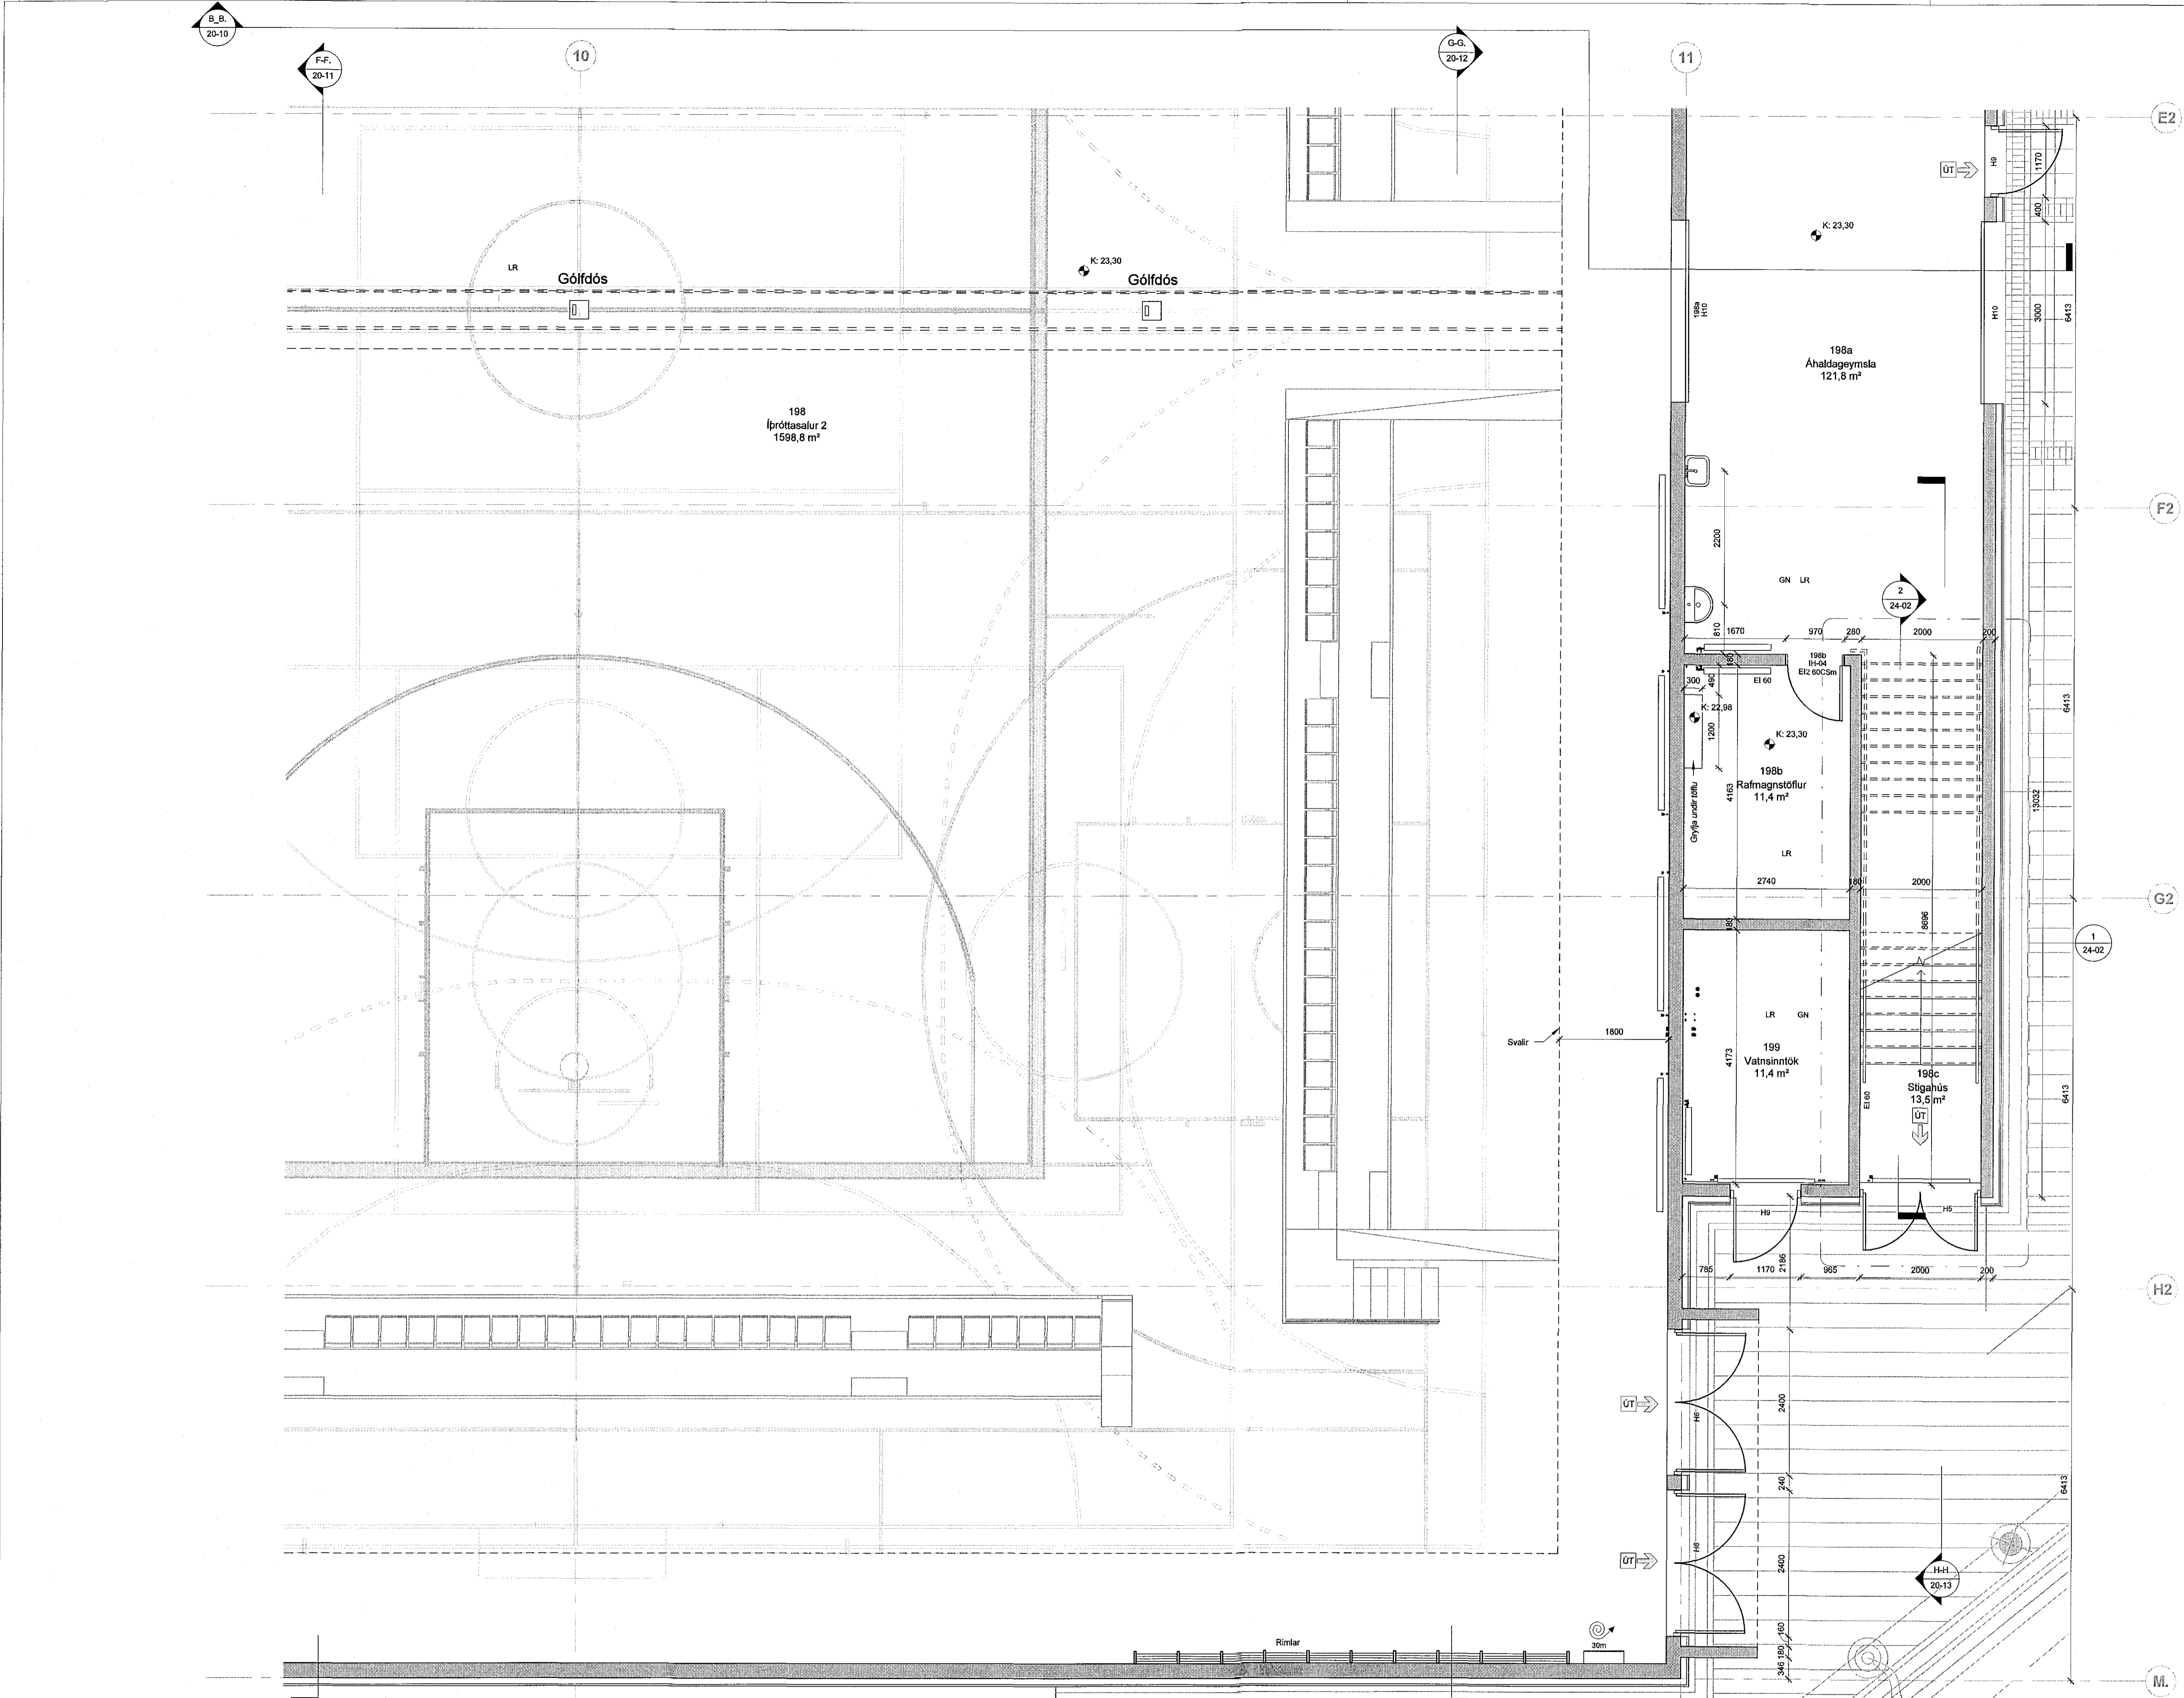 B_B.
20-10
F-F.
20-11
10
G-G.
20-12
11
E2
ÚT
H9
1170
400
K: 23,30
LR
Gólfdós
K: 23,30
Gólfdós
198a
H10
H10
3000
6413
198a
Áhaldageymsla
121,8 m²
198
Íþróttasalur 2
1598,8 m²
F2
2200
GN LR
2
24-02
810
1670
970
280
2000
200
180
198b
IH-04
EI2 60CSm
EI 60
300
490
K: 22,98
1200
K: 23,30
6413
198b
Rafmagnstöflur
11,4 m²
Gryfja undir töflu
4163
13032
LR
2740
180
2000
G2
180
8696
1
24-02
LR GN
Svalir
1800
199
Vatnsinntök
11,4 m²
4173
198c
Stigahús
13,5 m²
EI 60
ÚT
6413
H9
H5
2186
785
1170
965
2000
200
H2
ÚT
H6
2400
240
6413
ÚT
H6
2400
H-H
20-13
Rimlar
30m
160
180
346
M.